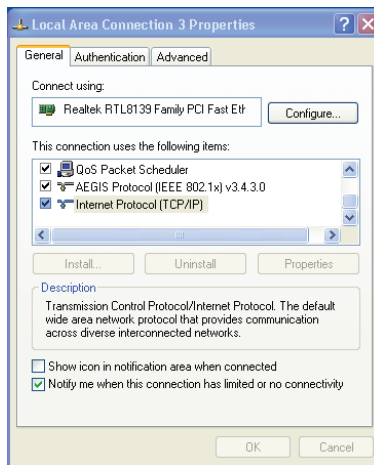 Local Area Connection 3 Properties
General Authentication Advanced
Connect using:
Realtek RTL8139 Family PCI Fast Eth
Configure...
This connection uses the following items:
QoS Packet Scheduler
AEGIS Protocol (IEEE 802.1x) v3.4.3.0
Internet Protocol (TCP/IP)
Install... Uninstall Properties
Description
Transmission Control Protocol/Internet Protocol. The default
wide area network protocol that provides communication
across diverse interconnected networks.
Show icon in notification area when connected
Notify me when this connection has limited or no connectivity
OK Cancel